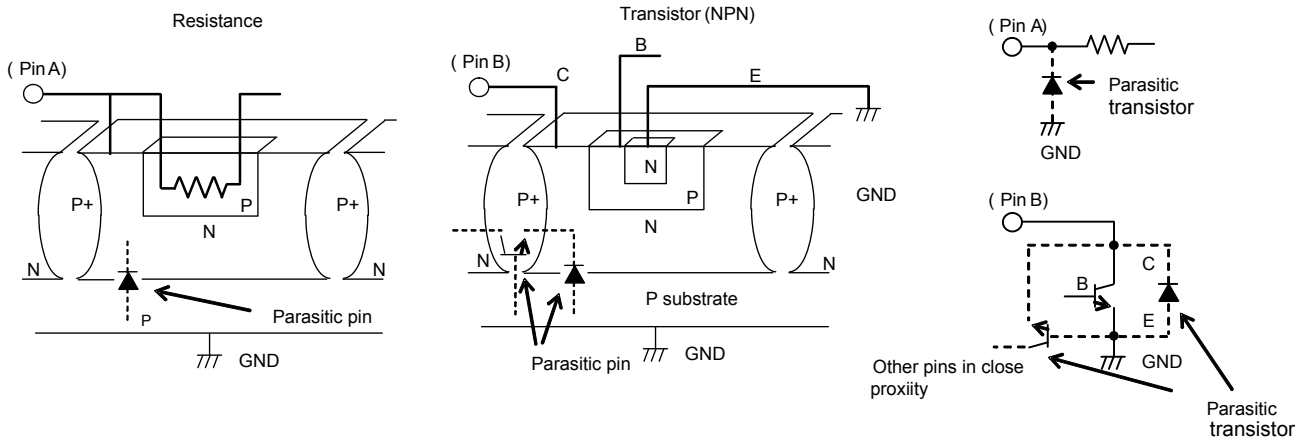 Resistance
( Pin A)
P+
P+
P
N
N
N
P
Parasitic pin
GND
Transistor (NPN)
( Pin B)
C
B
E
N
P
N
P+
P+
N
N
GND
P substrate
Parasitic pin
GND
( Pin A)
Parasitic
transistor
GND
( Pin B)
C
B
E
GND
Other pins in close
proxiity
Parasitic
transistor